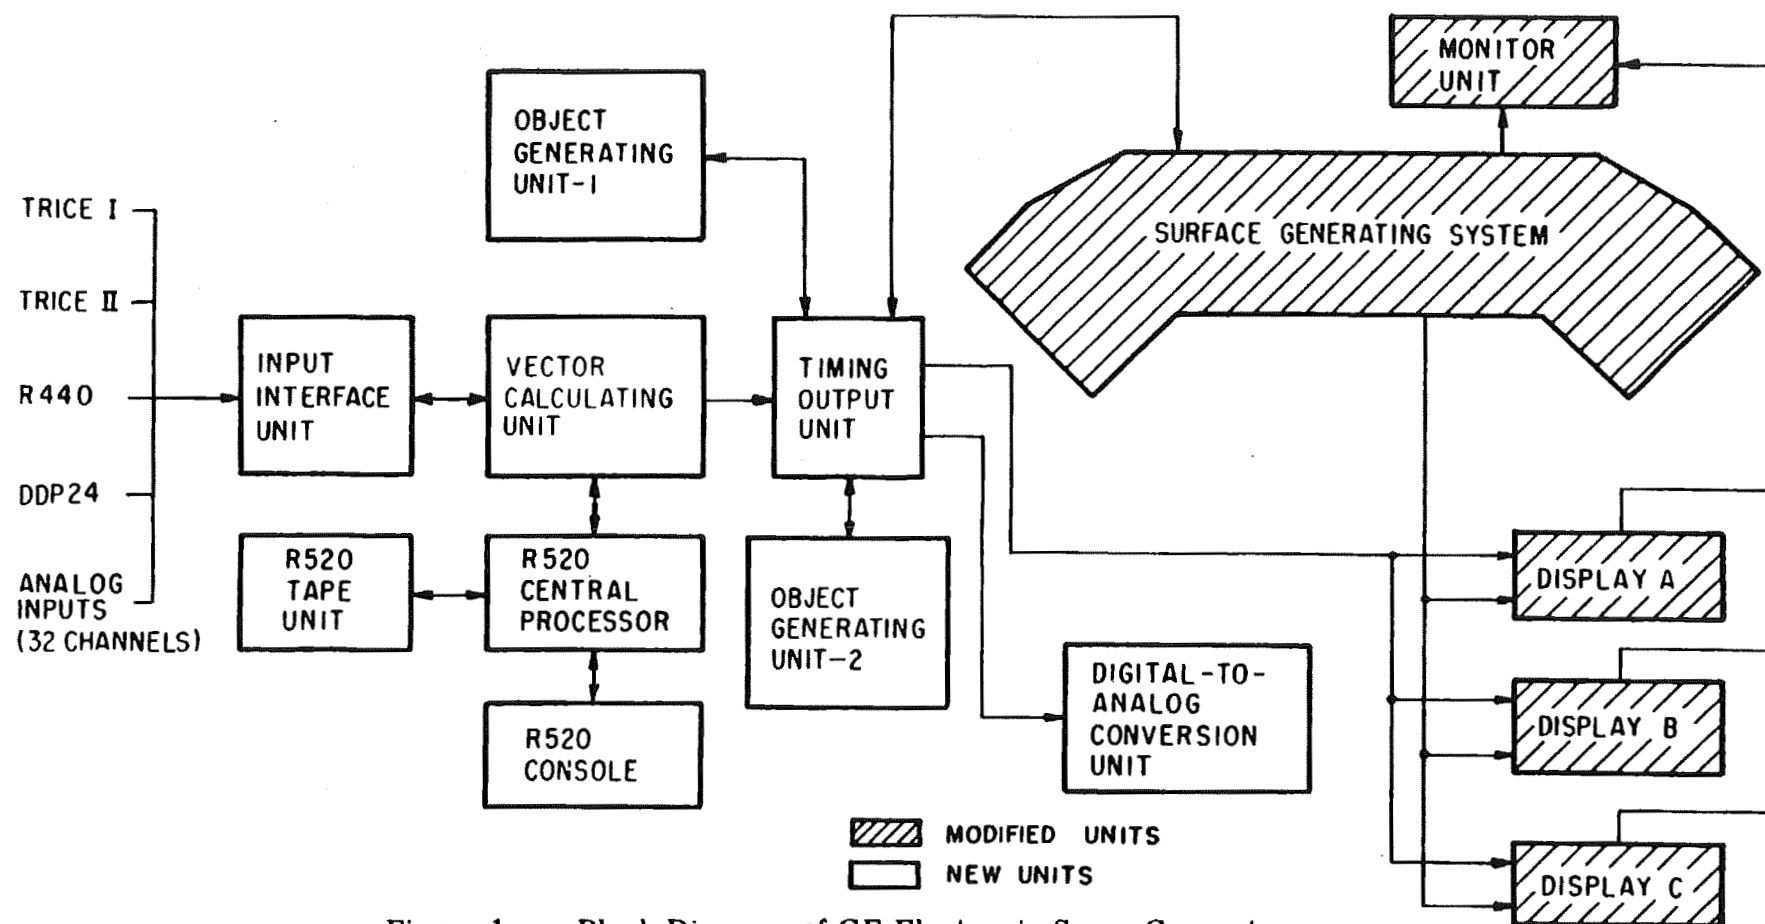 MONITOR
UNIT
OBJECT
GENERATING
UNIT-1
TRICE I
SURFACE GENERATING SYSTEM
TRICE II
INPUT
INTERFACE
UNIT
VECTOR
CALCULATING
UNIT
TIMING
OUTPUT
UNIT
R440
DDP24
R520
TAPE
UNIT
R520
CENTRAL
PROCESSOR
ANALOG
INPUTS
(32 CHANNELS)
OBJECT
GENERATING
UNIT-2
DISPLAY A
DIGITAL-TO-
ANALOG
CONVERSION
UNIT
DISPLAY B
R520
CONSOLE
MODIFIED UNITS
NEW UNITS
DISPLAY C